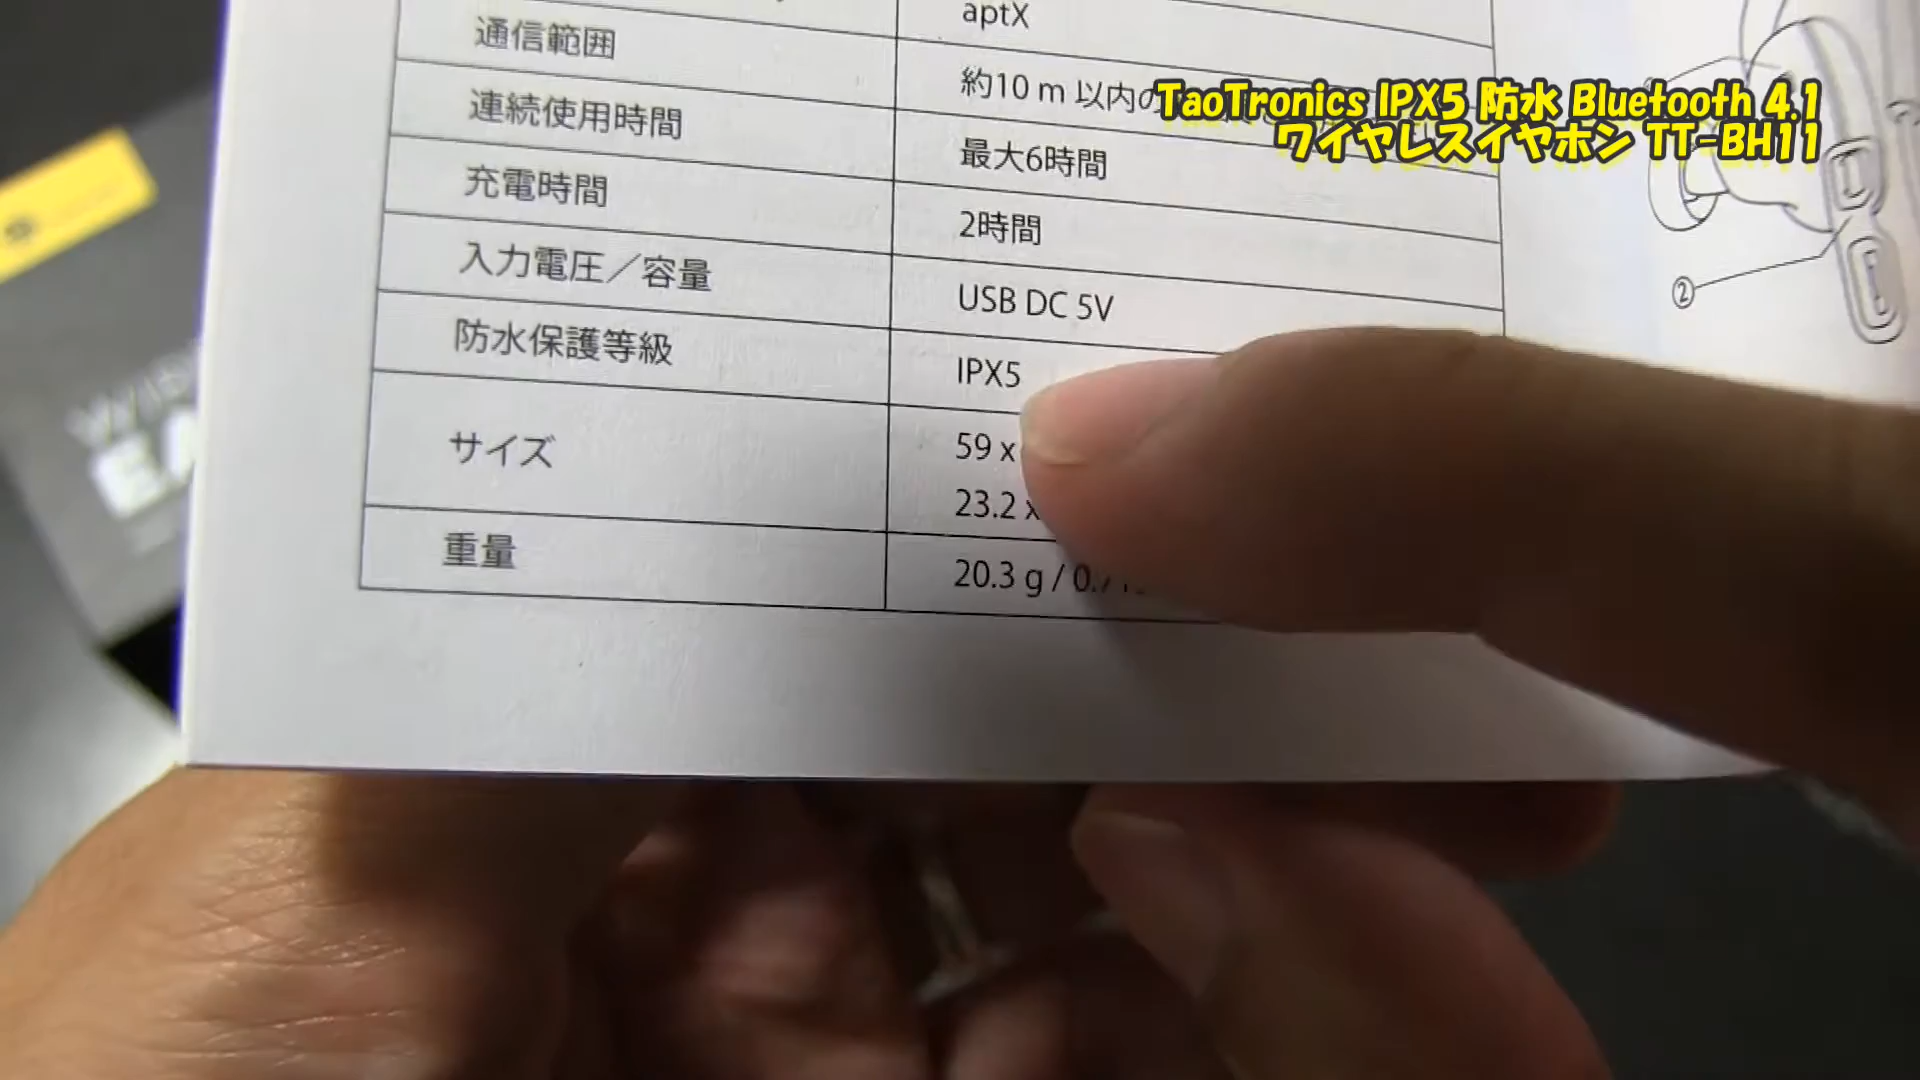 aptX
通信範囲
約10 m 以内の
TaoTronics IPX5 防水 Bluetooth 4.1
ワイヤレスイヤホン TT-BH11
連続使用時間
最大6時間
充電時間
2時間
入力電圧／容量
USB DC 5V
②
防水保護等級
IPX5
サイズ
59 x
23.2 x
重量
20.3 g / 0.7